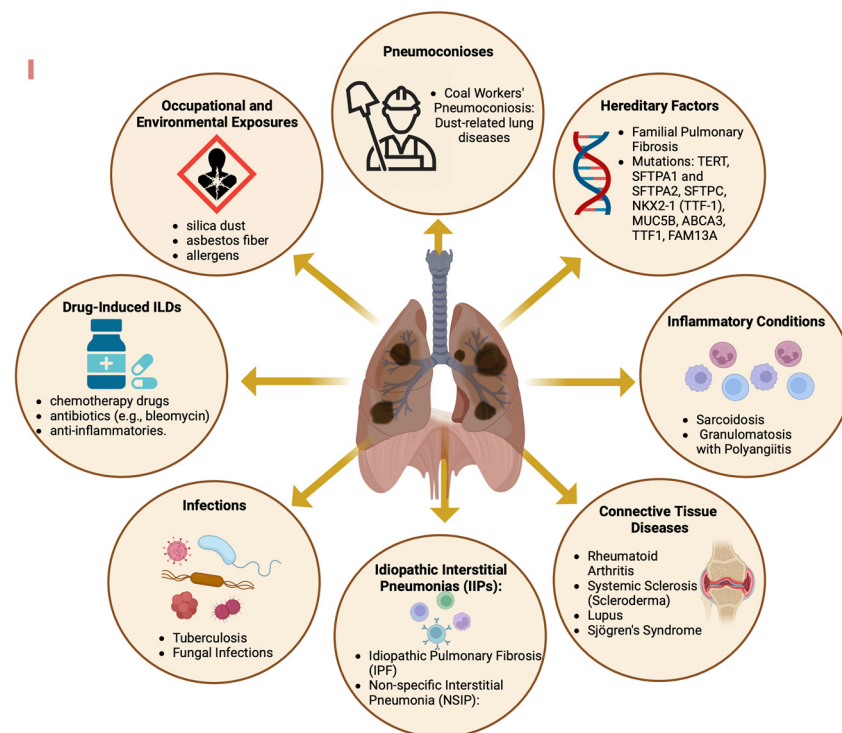 Pneumoconioses
• Coal Workers'
Pneumoconiosis:
Dust-related lung
diseases
Occupational and
Environmental Exposures
• silica dust
• asbestos fiber
• allergens
Hereditary Factors
• Familial Pulmonary
Fibrosis
• Mutations: TERT,
SFTPA1 and
SFTPA2, SFTPC,
NKX2-1 (TTF-1),
MUC5B, ABCA3,
TTF1, FAM13A
Drug-Induced ILDs
• chemotherapy drugs
• antibiotics (e.g., bleomycin)
• anti-inflammatories.
Inflammatory Conditions
• Sarcoidosis
• Granulomatosis
with Polyangiitis
Infections
• Tuberculosis
• Fungal Infections
Idiopathic Interstitial
Pneumonias (IIPs):
• Idiopathic Pulmonary Fibrosis
(IPF)
• Non-specific Interstitial
Pneumonia (NSIP):
Connective Tissue
Diseases
• Rheumatoid
Arthritis
• Systemic Sclerosis
(Scleroderma)
• Lupus
• Sjögren's Syndrome